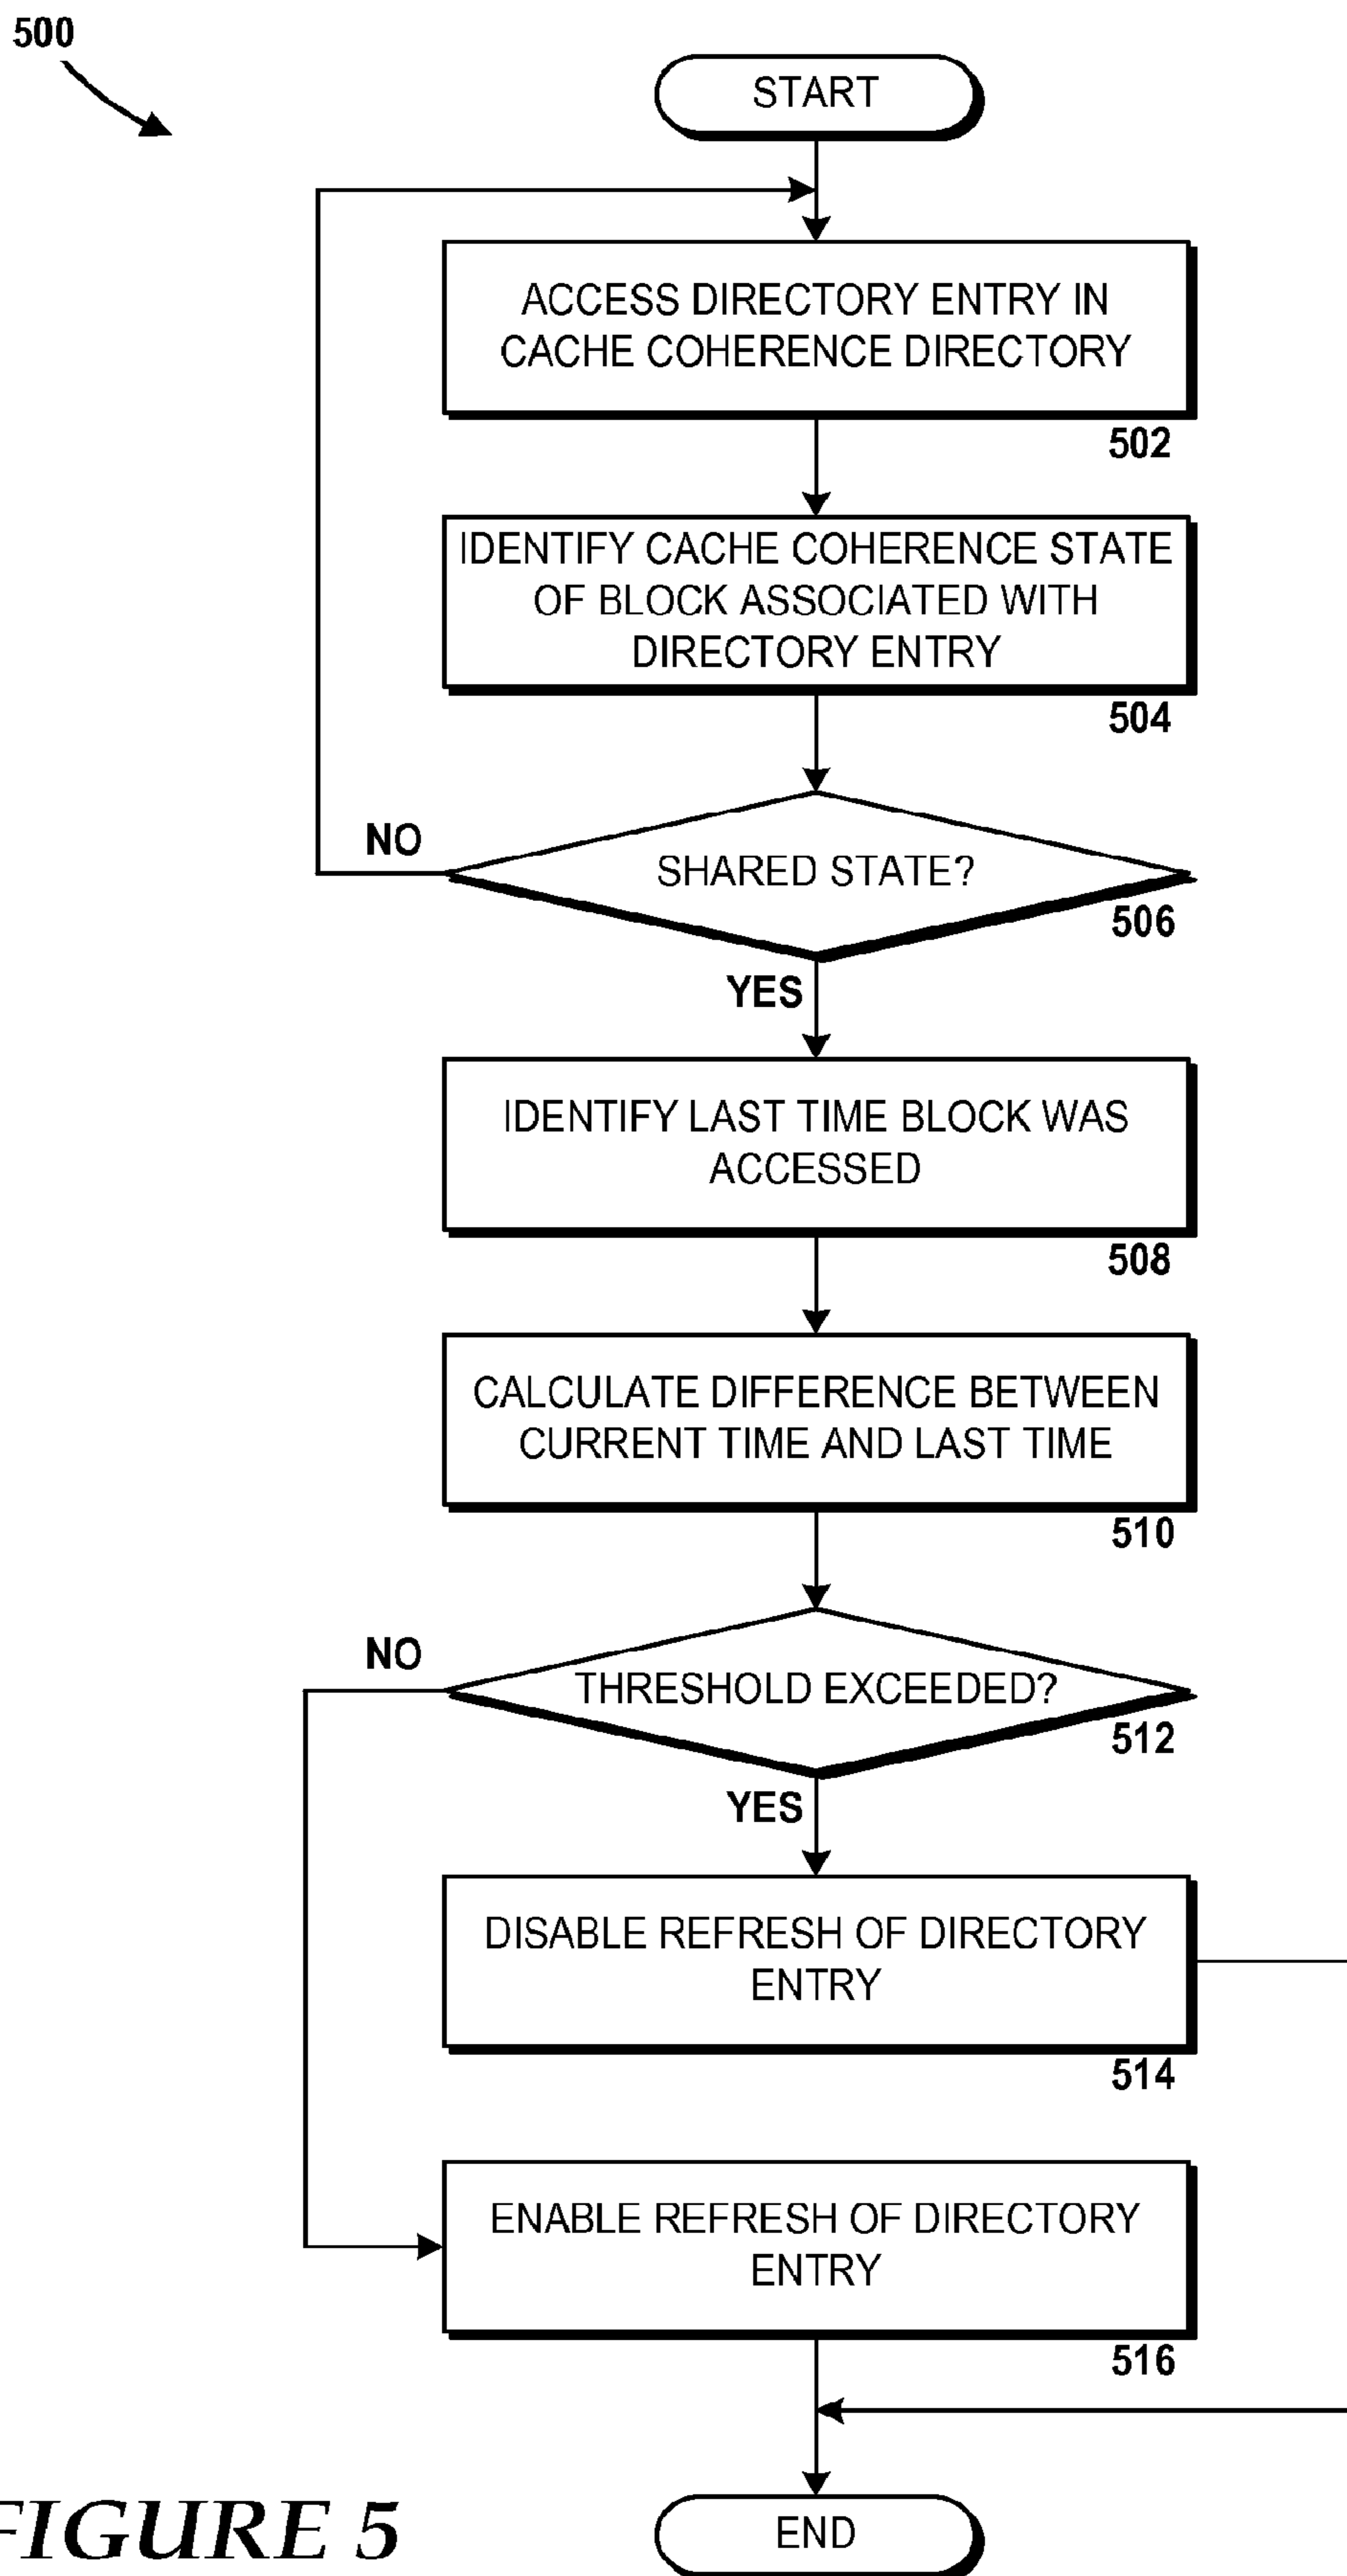 500
START
ACCESS DIRECTORY ENTRY IN
CACHE COHERENCE DIRECTORY
502
IDENTIFY CACHE COHERENCE STATE
OF BLOCK ASSOCIATED WITH
DIRECTORY ENTRY
504
NO
SHARED STATE?
506
YES
IDENTIFY LAST TIME BLOCK WAS
ACCESSED
508
CALCULATE DIFFERENCE BETWEEN
CURRENT TIME AND LAST TIME
510
NO
THRESHOLD EXCEEDED?
512
YES
DISABLE REFRESH OF DIRECTORY
ENTRY
514
ENABLE REFRESH OF DIRECTORY
ENTRY
516
END
FIGURE 5